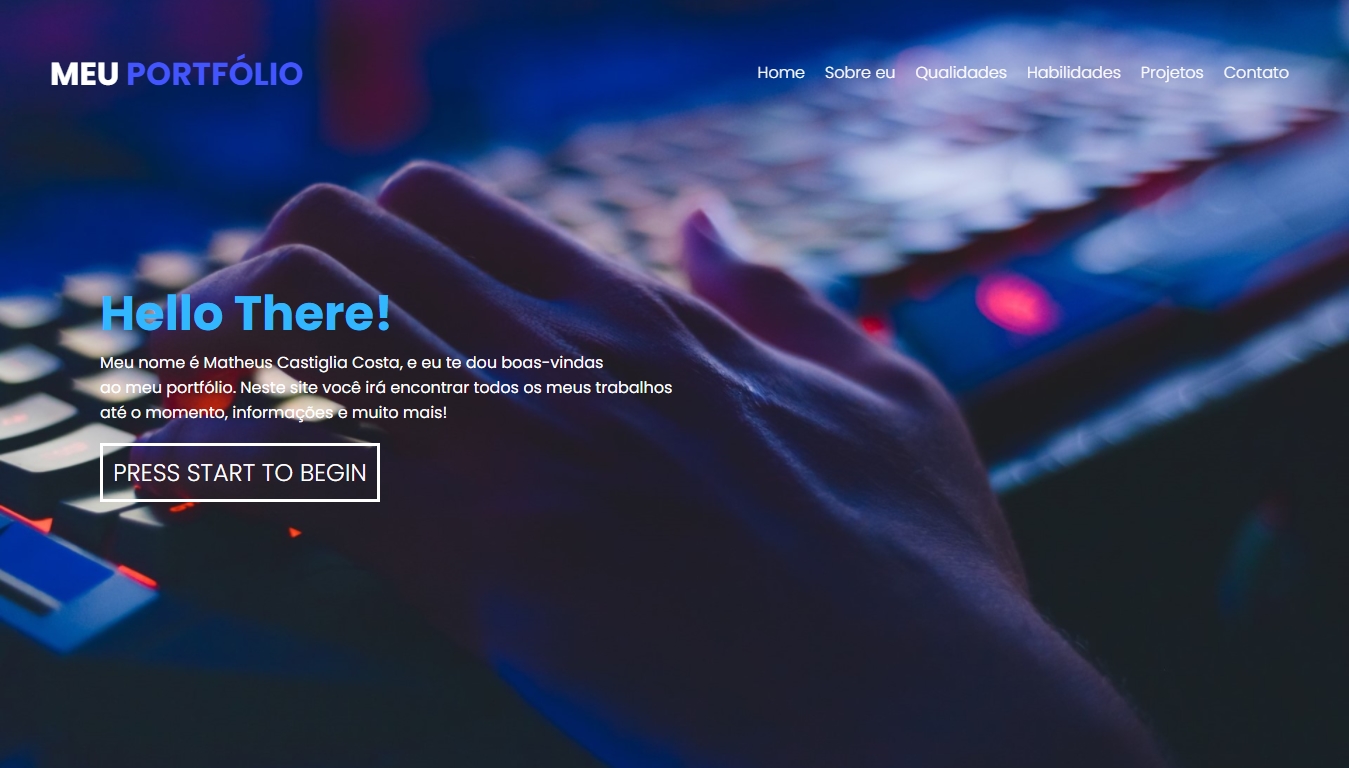 MEU PORTFÓLIO
Home Sobre eu Qualidades Habilidades Projetos Contato
Hello There!
Meu nome é Matheus Castiglia Costa, e eu te dou boas-vindas
ao meu portfólio. Neste site você irá encontrar todos os meus trabalhos
até o momento, informações e muito mais!
PRESS START TO BEGIN